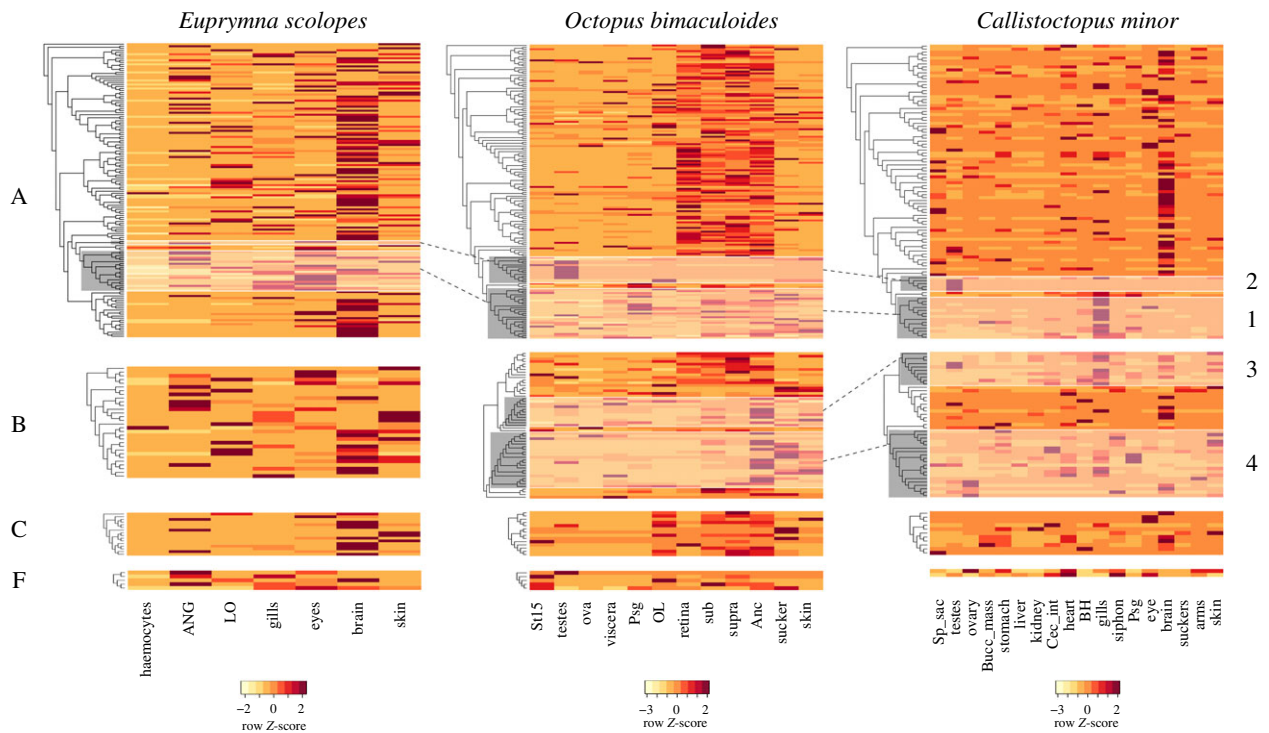 Euprymna scolopes
Octopus bimaculoides
Callistoctopus minor
A
2
1
B
3
4
C
F
haemocytes
ANG
LO
gills
eyes
brain
skin
St15
testes
ova
viscera
Psg
OL
retina
sub
supra
Anc
sucker
skin
Sp_sac
testes
ovary
Bucc_mass
stomach
liver
kidney
Cec_int
heart
BH
gills
siphon
Psg
eye
brain
suckers
arms
skin
–2 0 2
row Z-score
–3 0 2
row Z-score
–3 0 2
row Z-score